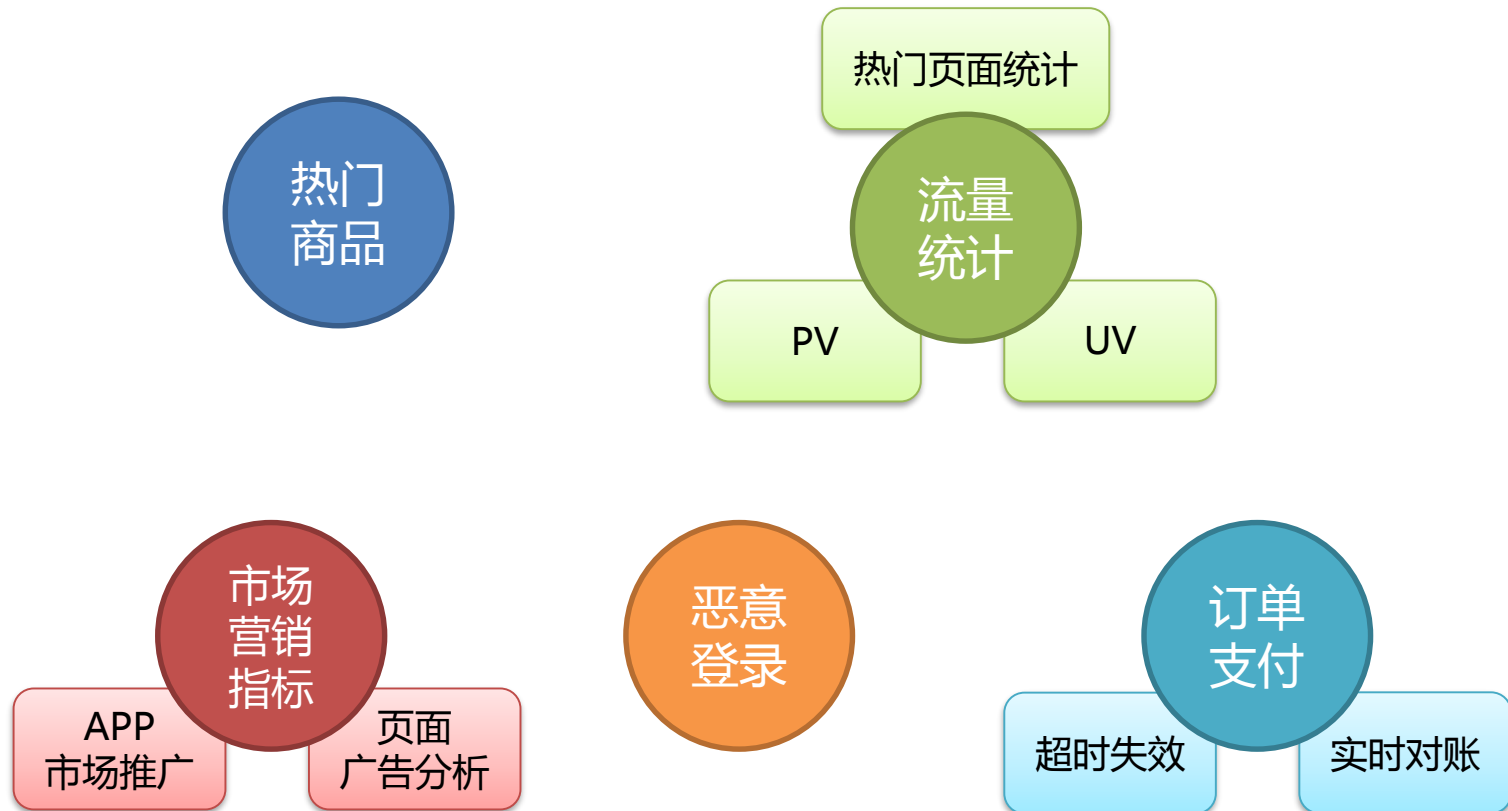 热门页面统计
热门
商品
流量
统计
PV
UV
市场
营销
指标
APP
市场推广
页面
广告分析
恶意
登录
订单
支付
超时失效
实时对账